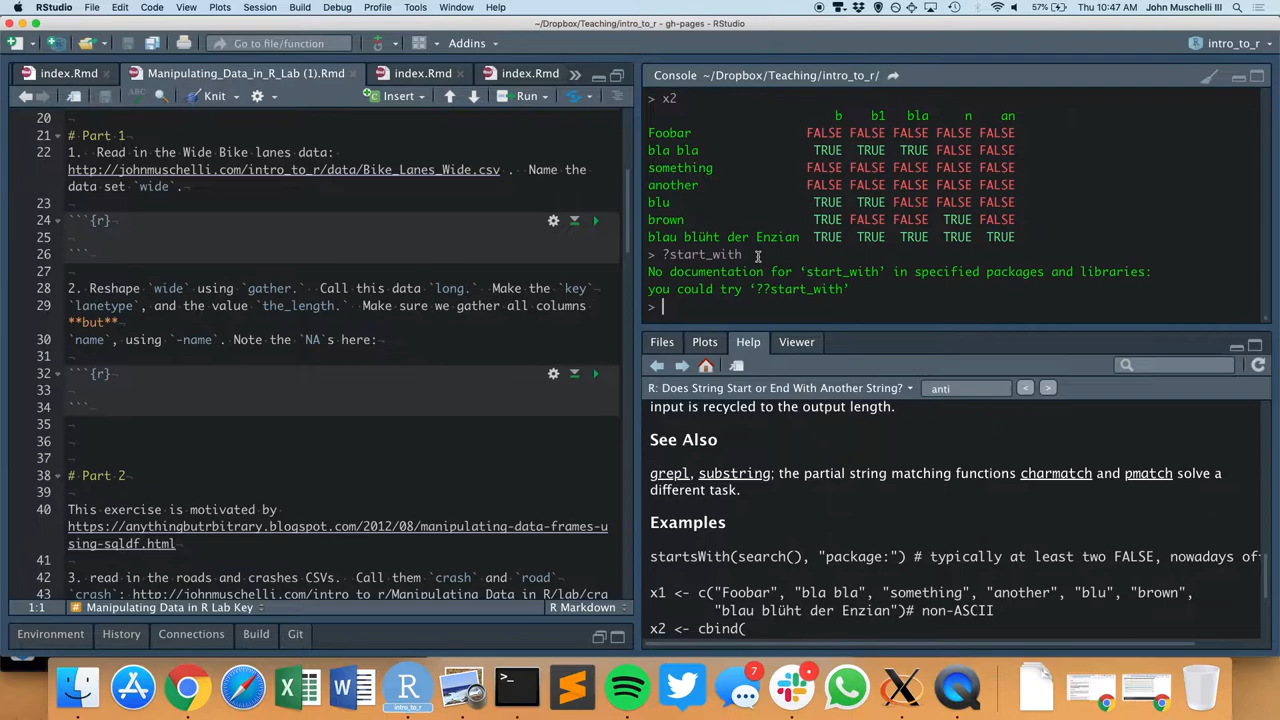 RStudio File Edit Code View Plots Session Build Debug Profile Tools Window Help 57% Thu 10:47 AM John Muschelli III
~/Dropbox/Teaching/intro_to_r - gh-pages - RStudio
Go to file/function Addins intro_to_r
index.Rmd Manipulating_Data_in_R_Lab (1).Rmd index.Rmd index.Rmd
ABC Knit Insert Run
20
21 # Part 1
22 1. Read in the Wide Bike lanes data:
http://johnmuschelli.com/intro_to_r/data/Bike_Lanes_Wide.csv . Name the
data set `wide`.
23
24 ```{r}
25
26 ```
27
28 2. Reshape `wide` using `gather.` Call this data `long.` Make the `key`
29 `lanetype`, and the value `the_length.` Make sure we gather all columns
**but**
30 `name`, using `-name`. Note the `NA`s here:
31
32 ```{r}
33
34 ```
35
36
37
38 # Part 2
39
40 This exercise is motivated by
https://anythingbutrbitrary.blogspot.com/2012/08/manipulating-data-frames-u
sing-sqldf.html
41
42 3. read in the roads and crashes CSVs. Call them `crash` and `road`
43 `crash`: http://johnmuschelli.com/intro_to_r/Manipulating_Data_in_R/lab/cra
1:1 Manipulating Data in R Lab Key R Markdown
Environment History Connections Build Git
Console ~/Dropbox/Teaching/intro_to_r/
> x2
b b1 bla n an
Foobar FALSE FALSE FALSE FALSE FALSE
bla bla TRUE TRUE TRUE FALSE FALSE
something FALSE FALSE FALSE FALSE FALSE
another FALSE FALSE FALSE FALSE FALSE
blu TRUE TRUE FALSE FALSE FALSE
brown TRUE FALSE FALSE TRUE FALSE
blau blüht der Enzian TRUE TRUE TRUE TRUE TRUE
> ?start_with
No documentation for ‘start_with’ in specified packages and libraries:
you could try ‘??start_with’
>
Files Plots Help Viewer
R: Does String Start or End With Another String? anti < >
input is recycled to the output length.
See Also
grepl, substring; the partial string matching functions charmatch and pmatch solve a
different task.
Examples
startsWith(search(), "package:") # typically at least two FALSE, nowadays of
x1 <- c("Foobar", "bla bla", "something", "another", "blu", "brown",
"blau blüht der Enzian")# non-ASCII
x2 <- cbind(
W R intro_to_r >_ S 7 X